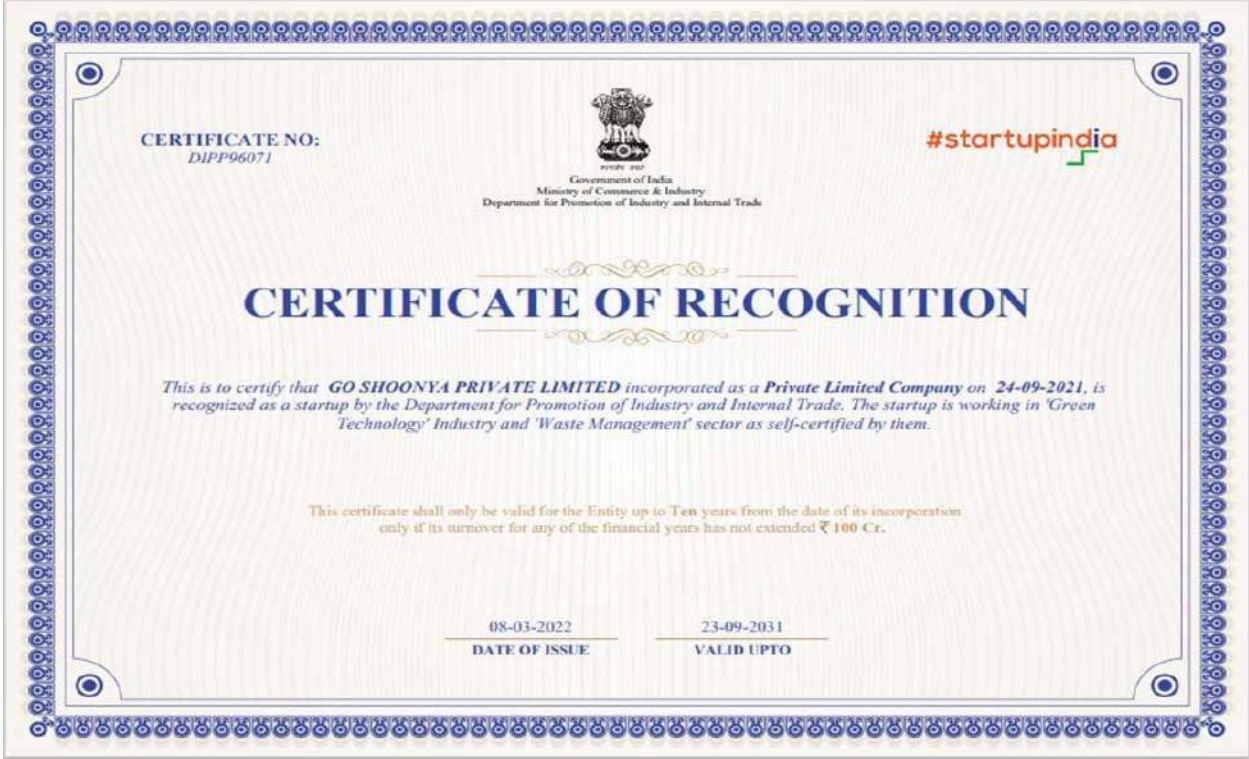 CERTIFICATE NO:
DIPP96071
#startupindia
Government of India
Ministry of Commerce & Industry
Department for Promotion of Industry and Internal Trade
CERTIFICATE OF RECOGNITION
This is to certify that GO SHOONYA PRIVATE LIMITED incorporated as a Private Limited Company on 24-09-2021, is
recognized as a startup by the Department for Promotion of Industry and Internal Trade. The startup is working in 'Green
Technology' Industry and 'Waste Management' sector as self-certified by them.
This certificate shall only be valid for the Entity up to Ten years from the date of its incorporation
only if its turnover for any of the financial years has not extended ₹ 100 Cr.
08-03-2022
DATE OF ISSUE
23-09-2031
VALID UPTO